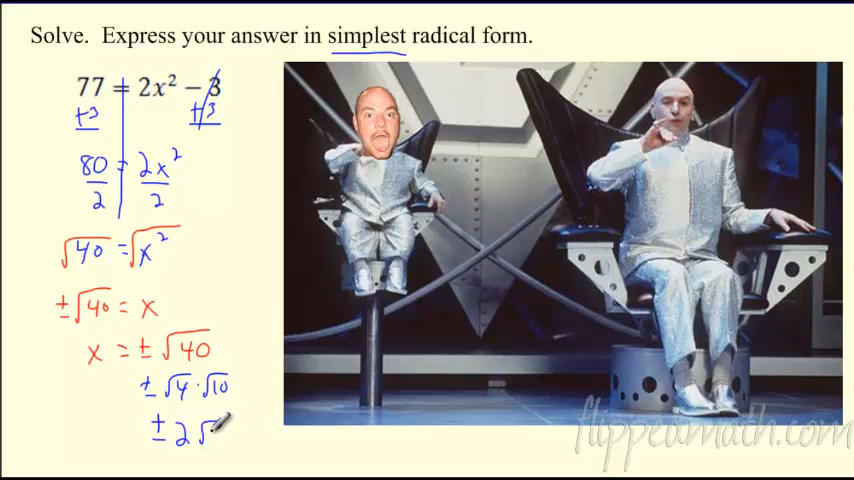 Solve. Express your answer in simplest radical form.
77 = 2x² − 3
+3 +3
80 = 2x²
2 2
√40 = √x²
± √40 = x
x = ± √40
± √4 · √10
± 2 √
flippedmath.com